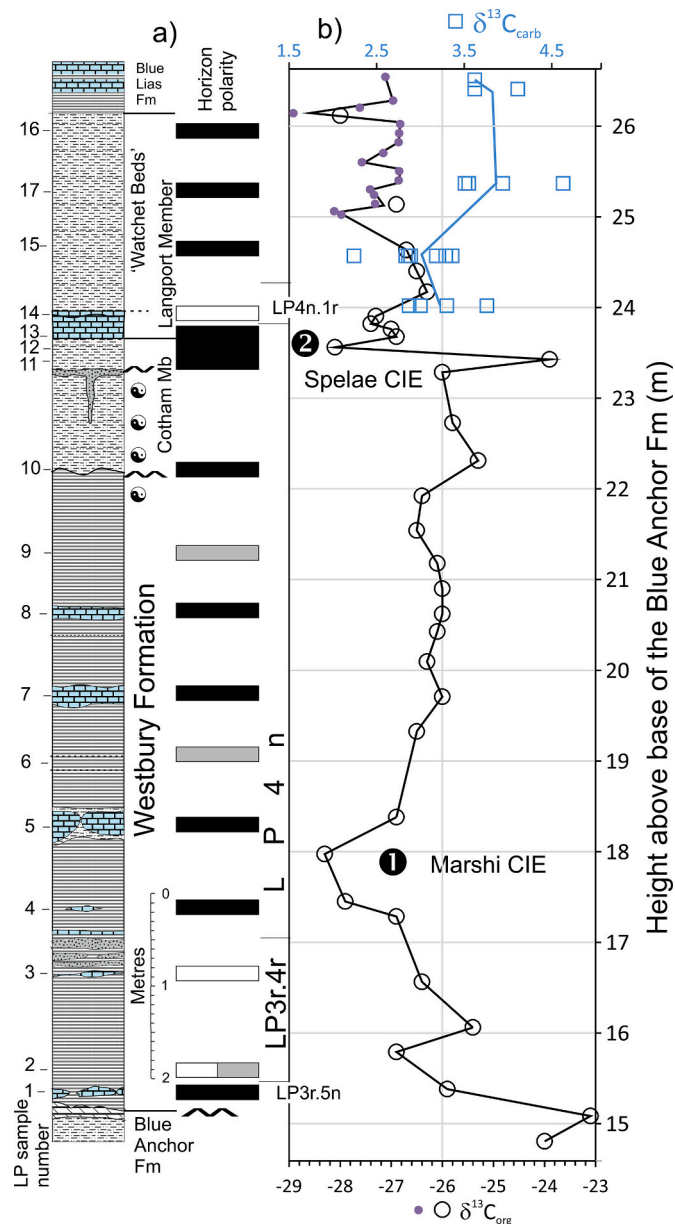 a)
b)
δ13Ccarb
1.5 2.5 3.5 4.5
Horizon
polarity
Blue
Lias
Fm
16
17
15
14
13
12
11
10
9
8
7
6
5
4
3
2
1
'Watchet Beds'
Langport Member
Cotham Mb
Westbury Formation
Blue
Anchor
Fm
LP sample
number
Metres
0
1
2
LP4n.1r
L P 4 n
LP3r.4r
LP3r.5n
2
Spelae CIE
1
Marshi CIE
26
25
24
23
22
21
20
19
18
17
16
15
Height above base of the Blue Anchor Fm (m)
-29 -28 -27 -26 -25 -24 -23
δ13Corg